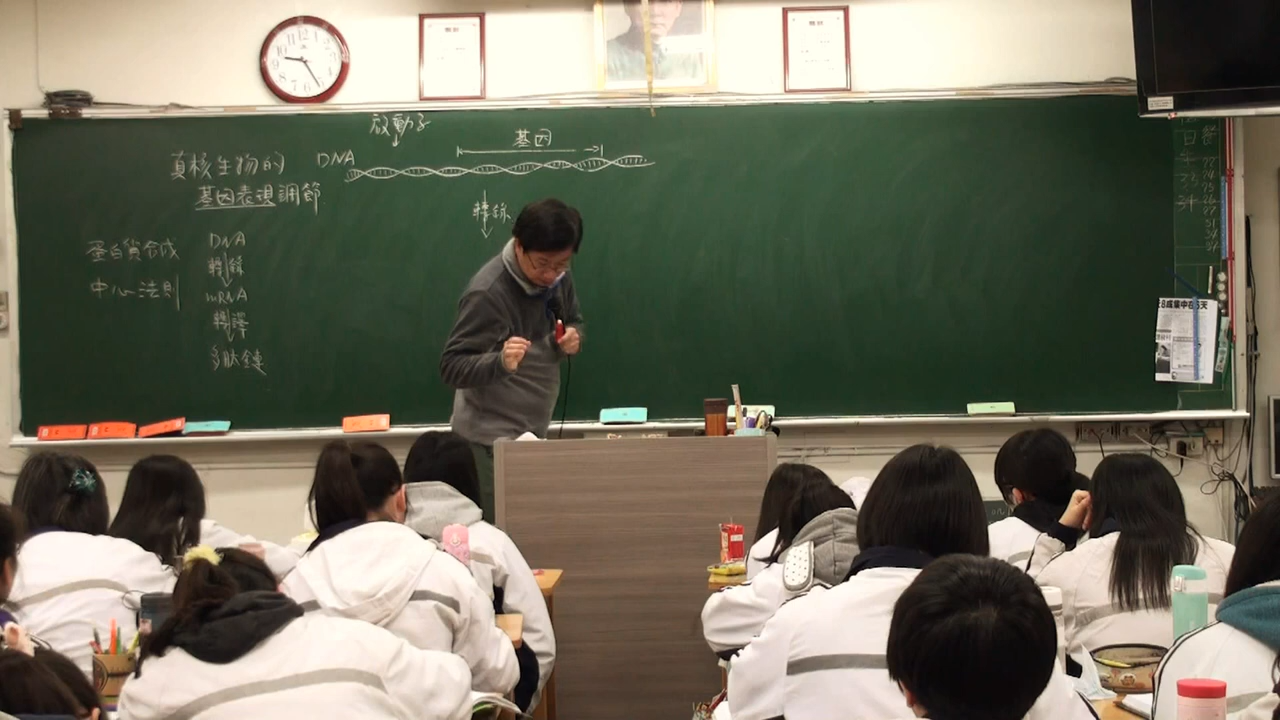 啟動子
基因
真核生物的
DNA
基因表現調節
轉錄
蛋白質合成
DNA
轉錄
中心法則
mRNA
轉譯
多肽鏈